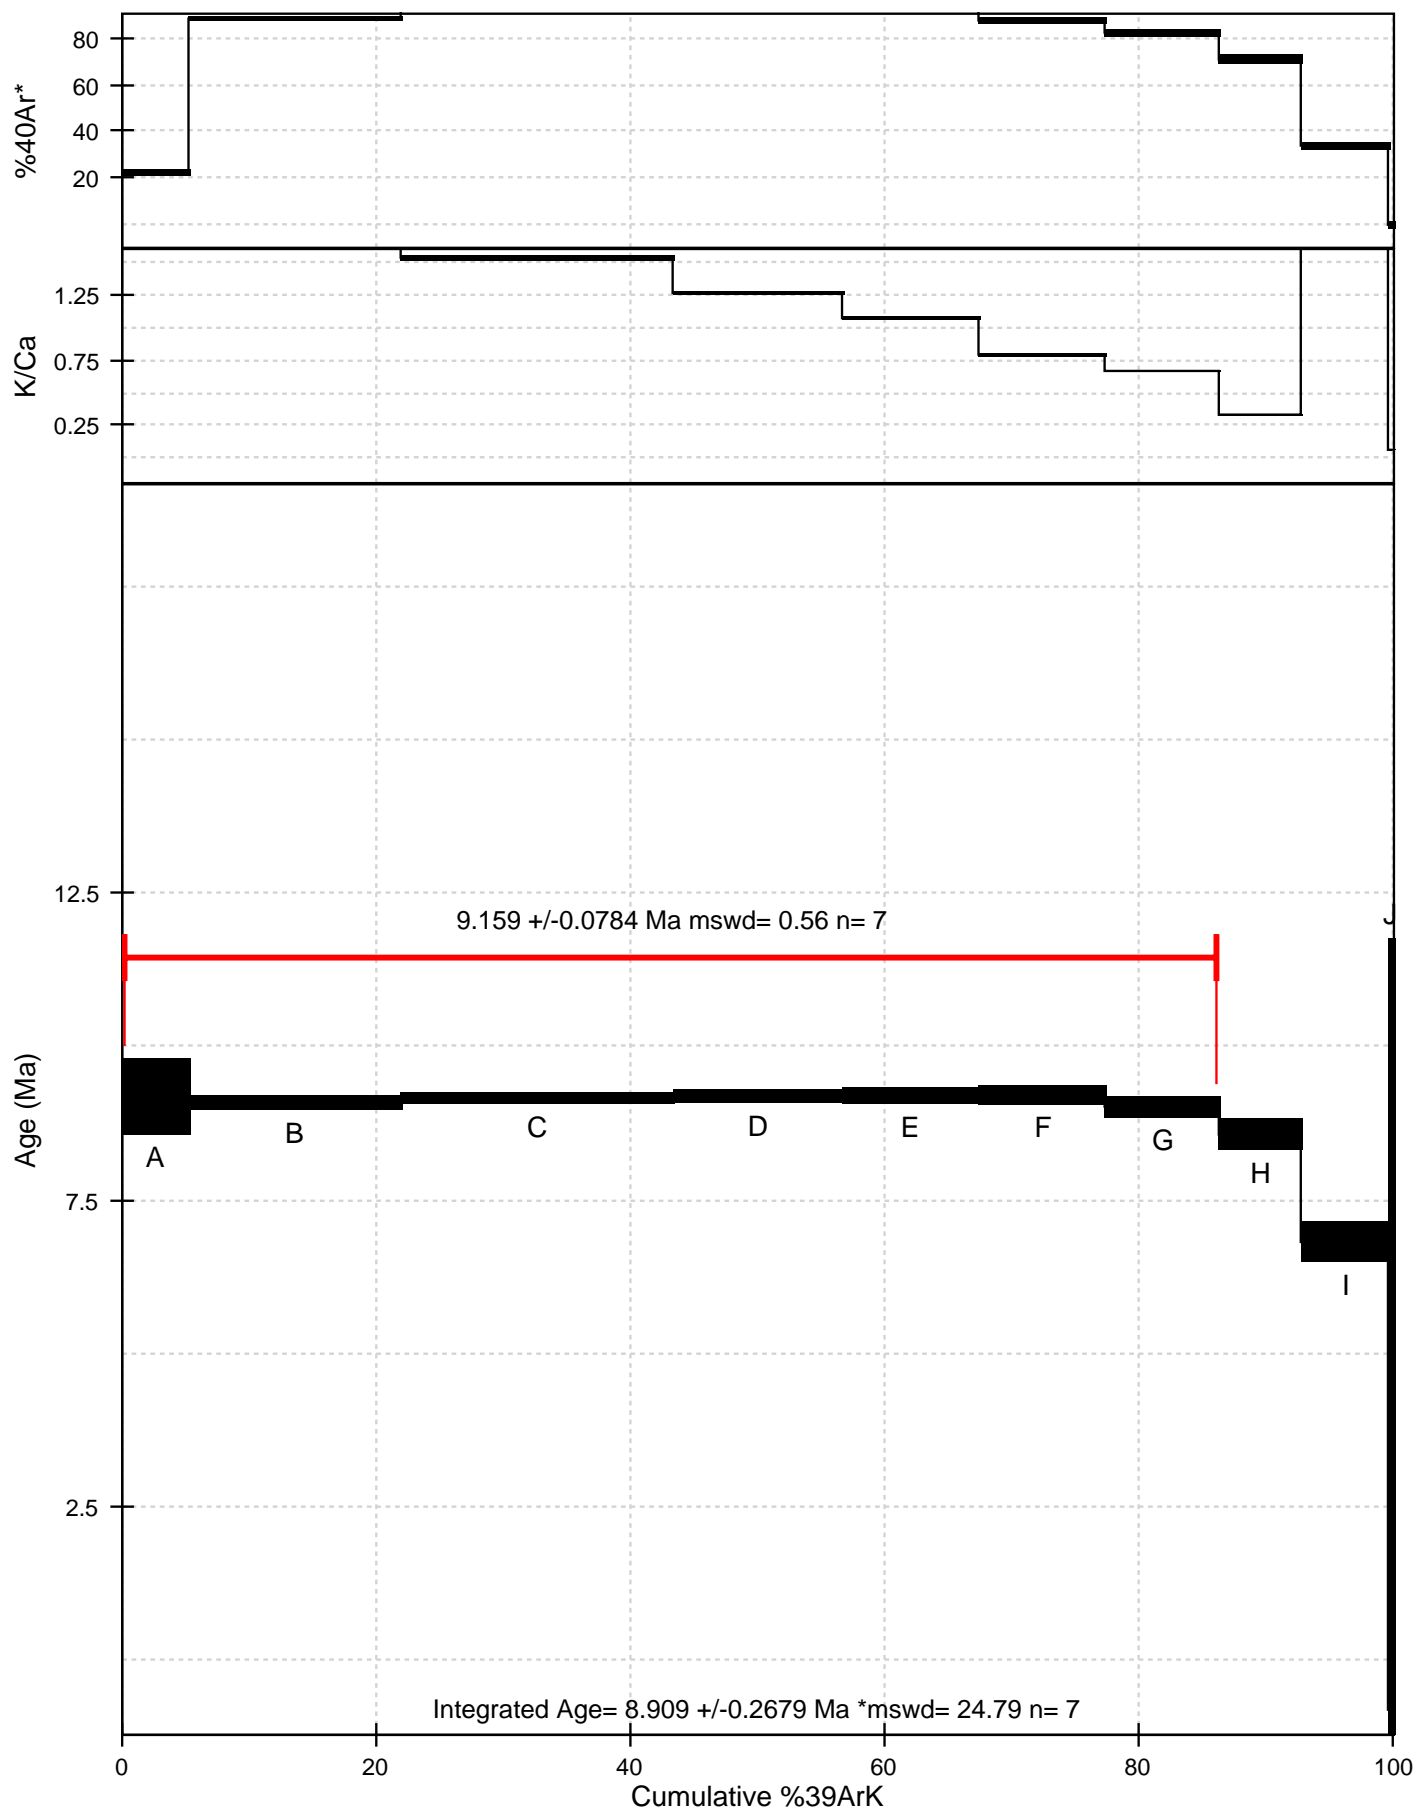 80
60
40
20
%40Ar*
1.25
0.75
0.25
K/Ca
12.5
7.5
2.5
Age (Ma)
9.159 +/-0.0784 Ma mswd= 0.56 n= 7
J
A
B
C
D
E
F
G
H
I
Integrated Age= 8.909 +/-0.2679 Ma *mswd= 24.79 n= 7
0 20 40 60 80 100
Cumulative %39ArK